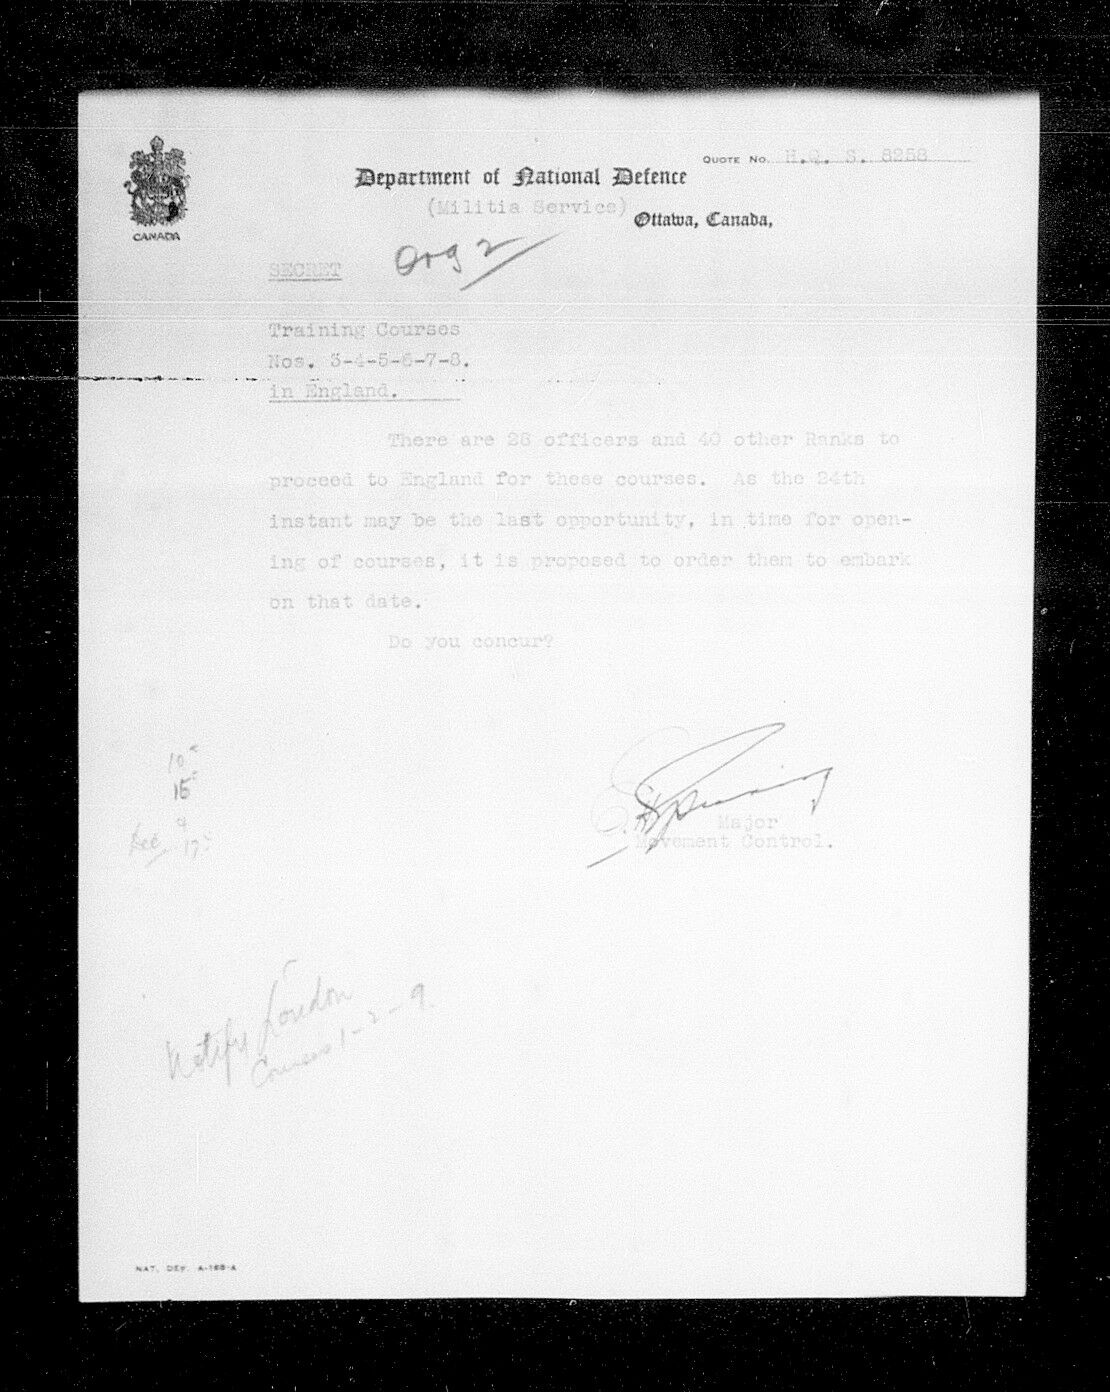 QUOTE No. H.Q. S. 8258
Department of National Defence
(Militia Service)
Ottawa, Canada,
CANADA
Org 2
SECRET
Training Courses
Nos. 3-4-5-6-7-8.
in England.
There are 26 officers and 40 other Ranks to
proceed to England for these courses. As the 24th
instant may be the last opportunity, in time for open-
ing of courses, it is proposed to order them to embark
on that date.
Do you concur?
10
15
17
Major
Movement Control.
Notify London
Courses 1-2-9.
NAT. DEF. A-168-A